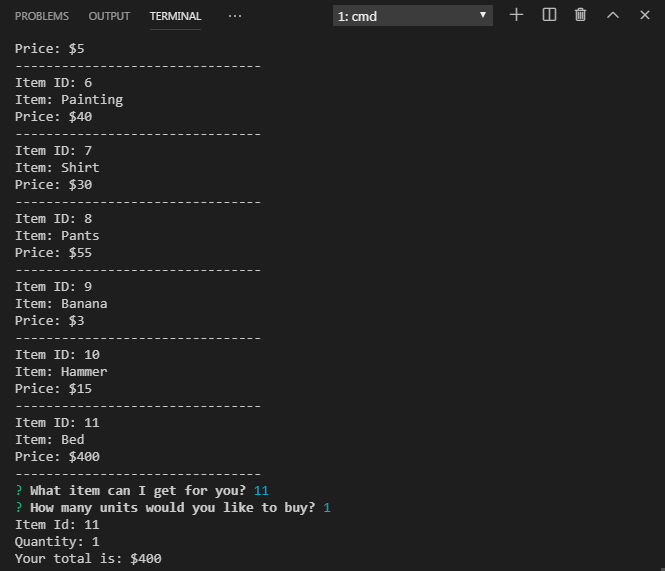 PROBLEMS OUTPUT TERMINAL ... 1: cmd
Price: $5
--------------------------------
Item ID: 6
Item: Painting
Price: $40
--------------------------------
Item ID: 7
Item: Shirt
Price: $30
--------------------------------
Item ID: 8
Item: Pants
Price: $55
--------------------------------
Item ID: 9
Item: Banana
Price: $3
--------------------------------
Item ID: 10
Item: Hammer
Price: $15
--------------------------------
Item ID: 11
Item: Bed
Price: $400
--------------------------------
? What item can I get for you? 11
? How many units would you like to buy? 1
Item Id: 11
Quantity: 1
Your total is: $400